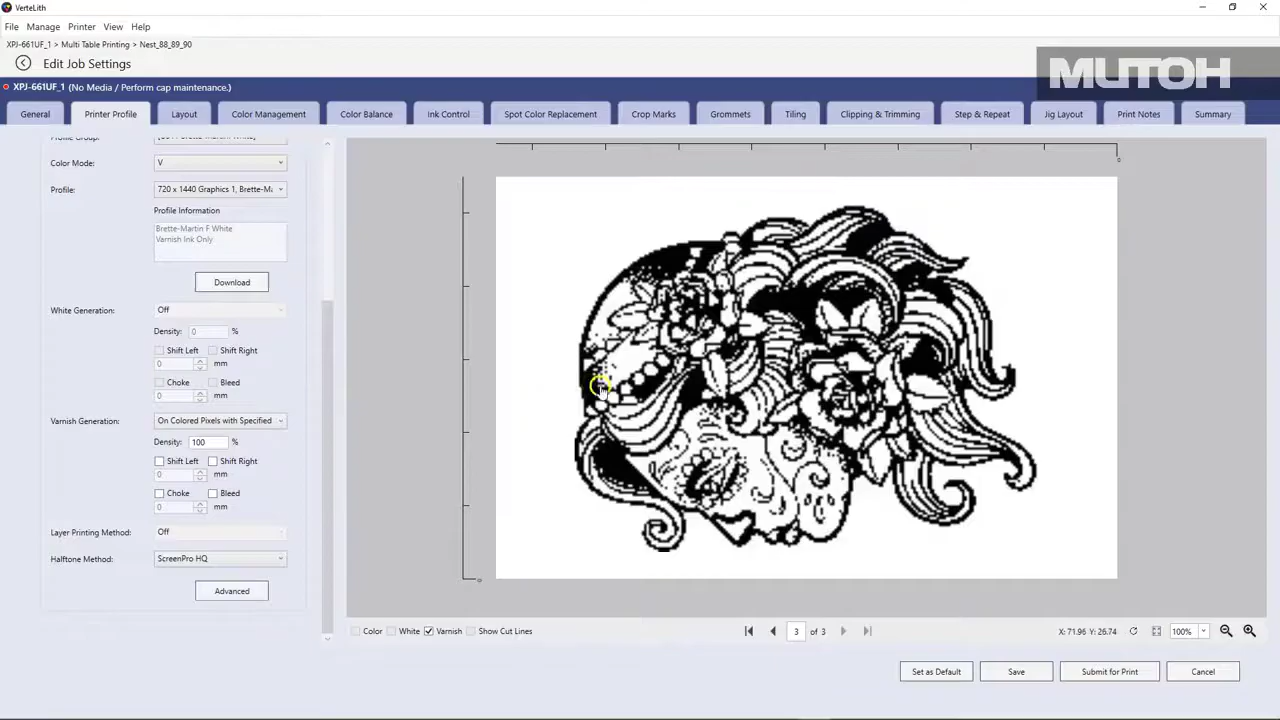 VerteLith
File Manage Printer View Help
XPJ-661UF_1 > Multi Table Printing > Nest_88_89_90
Edit Job Settings
MUTOH
XPJ-661UF_1 (No Media / Perform cap maintenance.)
General Printer Profile Layout Color Management Color Balance Ink Control Spot Color Replacement Crop Marks Grommets Tiling Clipping & Trimming Step & Repeat Jig Layout Print Notes Summary
Color Mode: V
Profile: 720 x 1440 Graphics 1, Brette-Ma
Profile Information
Brette-Martin F White
Varnish Ink Only
Download
White Generation: Off
Density: 0 %
Shift Left Shift Right
0 mm
Choke Bleed
0 mm
Varnish Generation: On Colored Pixels with Specified
Density: 100 %
Shift Left Shift Right
0 mm
Choke Bleed
0 mm
Layer Printing Method: Off
Halftone Method: ScreenPro HQ
Advanced
Color White Varnish Show Cut Lines 3 of 3 X: 71.96 Y: 26.74 100%
Set as Default Save Submit for Print Cancel